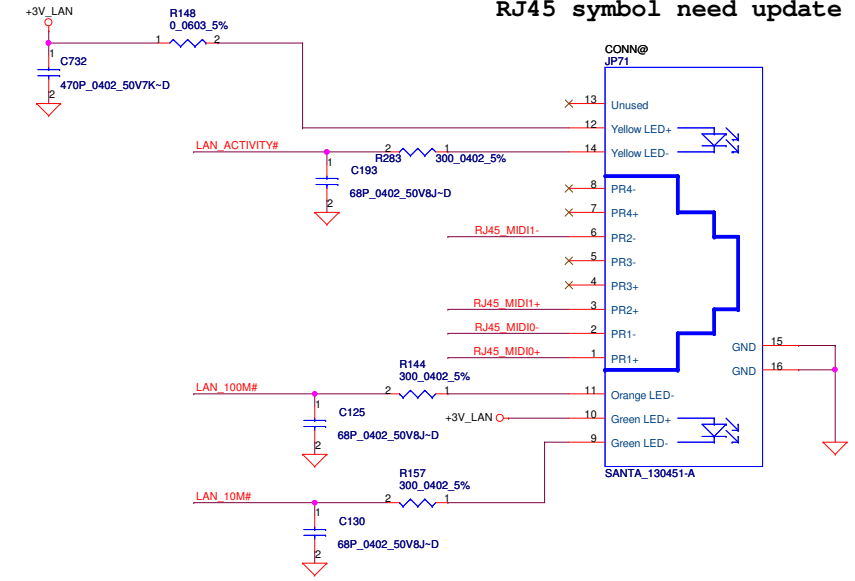 RJ45 symbol need update
+3V_LAN
R148
0_0603_5%
1
2
1
C732
470P_0402_50V7K~D
2
CONN@
JP71
13
Unused
12
Yellow LED+
LAN_ACTIVITY#
2
1
R283
300_0402_5%
14
Yellow LED-
1
C193
68P_0402_50V8J~D
2
8
PR4-
7
PR4+
RJ45_MIDI1-
6
PR2-
5
PR3-
4
PR3+
RJ45_MIDI1+
3
PR2+
RJ45_MIDI0-
2
PR1-
RJ45_MIDI0+
1
PR1+
GND
15
GND
16
R144
300_0402_5%
LAN_100M#
2
1
11
Orange LED-
1
C125
68P_0402_50V8J~D
2
+3V_LAN
10
Green LED+
9
Green LED-
SANTA_130451-A
R157
300_0402_5%
LAN_10M#
2
1
1
C130
68P_0402_50V8J~D
2